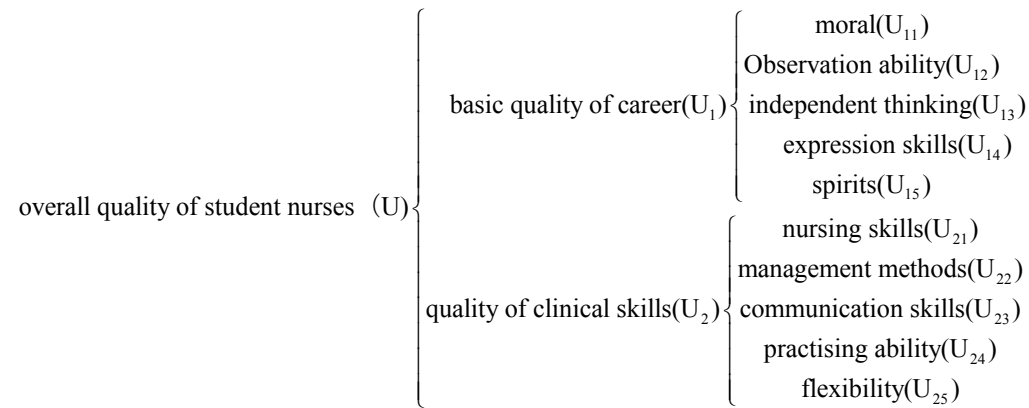 moral(U₁₁)
Observation ability(U₁₂)
basic quality of career(U₁)
independent thinking(U₁₃)
expression skills(U₁₄)
spirits(U₁₅)
overall quality of student nurses （U）
nursing skills(U₂₁)
management methods(U₂₂)
quality of clinical skills(U₂)
communication skills(U₂₃)
practising ability(U₂₄)
flexibility(U₂₅)